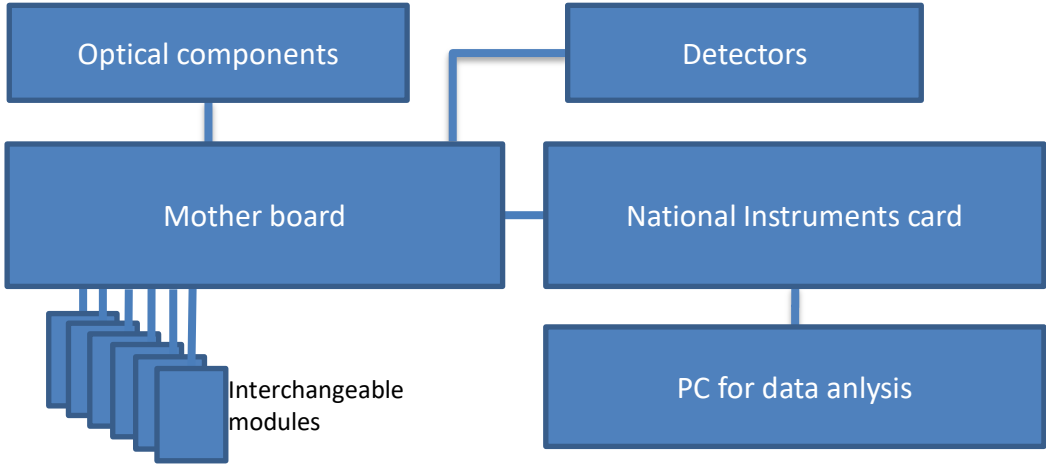 Optical components
Detectors
Mother board
National Instruments card
Interchangeable
modules
PC for data anlysis